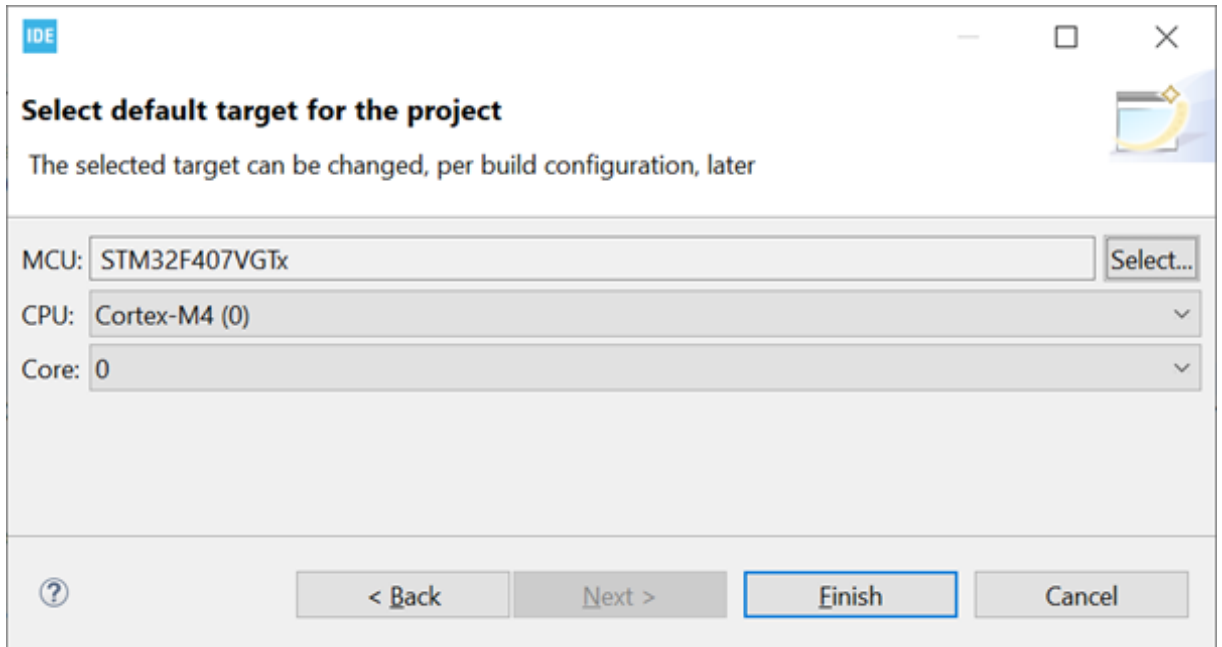 IDE
Select default target for the project
The selected target can be changed, per build configuration, later
MCU: STM32F407VGTx Select...
CPU: Cortex-M4 (0)
Core: 0
? < Back Next > Finish Cancel